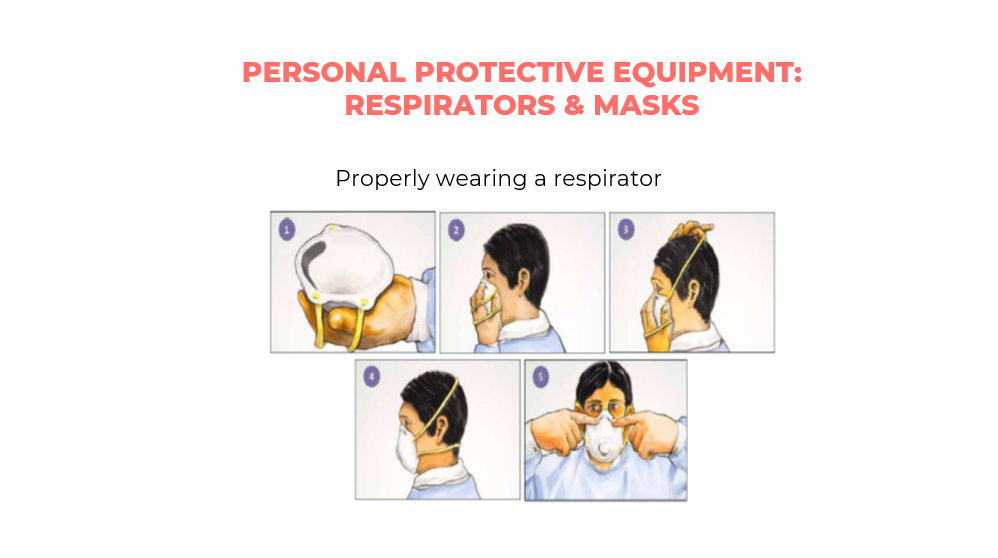 PERSONAL PROTECTIVE EQUIPMENT:
RESPIRATORS & MASKS
Properly wearing a respirator
1
2
3
4
5